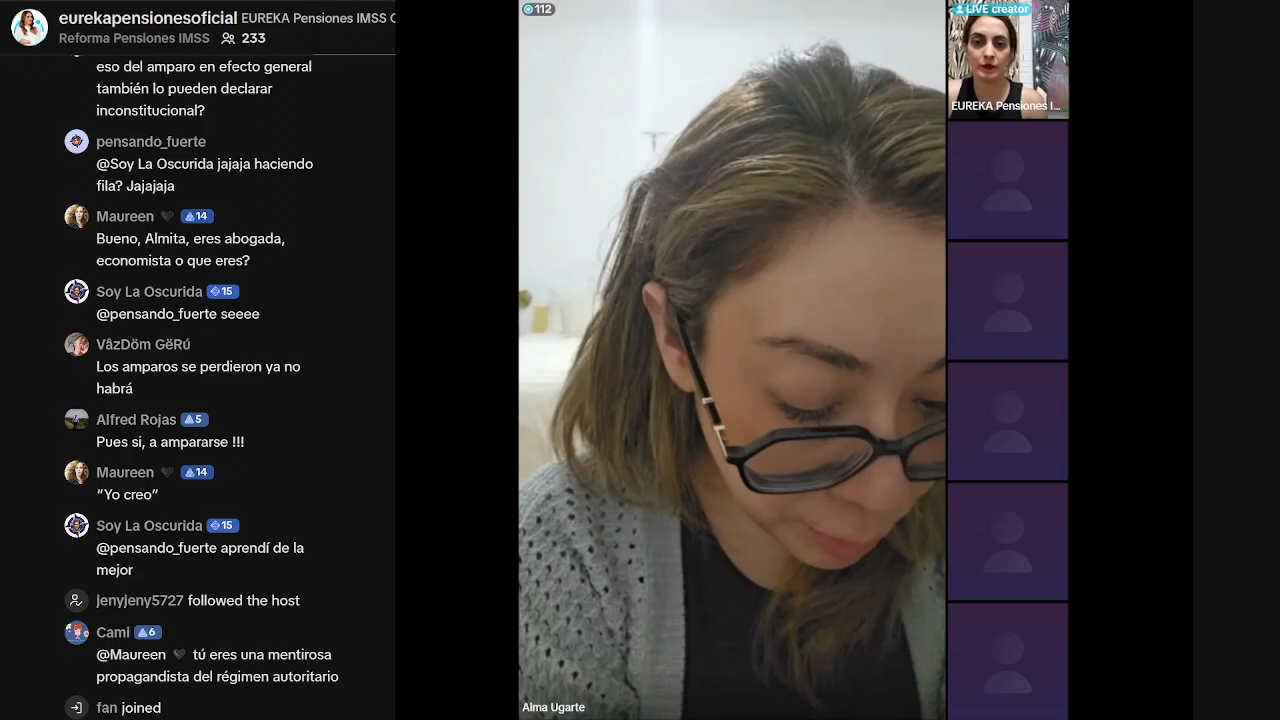 eurekapensionesoficial EUREKA Pensiones IMSS
Reforma Pensiones IMSS 233
eso del amparo en efecto general
también lo pueden declarar
inconstitucional?
pensando_fuerte
@Soy La Oscurida jajaja haciendo
fila? Jajajaja
Maureen 🖤 14
Bueno, Almita, eres abogada,
economista o que eres?
Soy La Oscurida 15
@pensando_fuerte seeee
VâzDöm GëRú
Los amparos se perdieron ya no
habrá
Alfred Rojas 5
Pues si, a ampararse !!!
Maureen 🖤 14
“Yo creo”
Soy La Oscurida 15
@pensando_fuerte aprendí de la
mejor
jenyjeny5727 followed the host
CamI 6
@Maureen 🖤 tú eres una mentirosa
propagandista del régimen autoritario
fan joined
112
Alma Ugarte
LIVE creator
EUREKA Pensiones I...